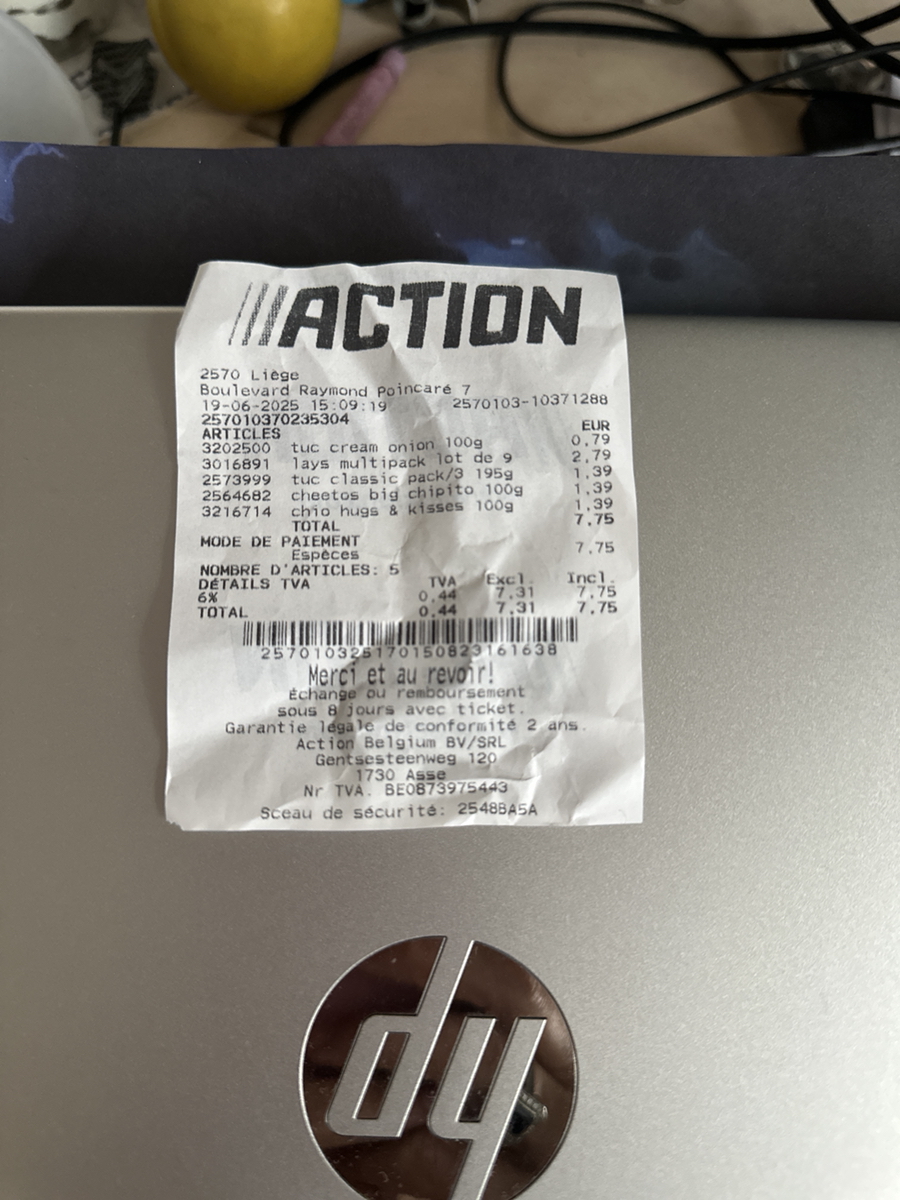 ACTION
2570 Liège
Boulevard Raymond Poincaré 7
19-06-2025 15:09:19 2570103-10371288
257010370235304
ARTICLES EUR
3202500 tuc cream onion 100g 0,79
3016891 lays multipack lot de 9 2,79
2573999 tuc classic pack/3 195g 1,39
2564682 cheetos big chipito 100g 1,39
3216714 chio hugs & kisses 100g 1,39
TOTAL 7,75
MODE DE PAIEMENT
Espèces 7,75
NOMBRE D'ARTICLES: 5
DÉTAILS TVA TVA Excl. Incl.
6% 0,44 7,31 7,75
TOTAL 0,44 7,31 7,75
257010325170150823161638
Merci et au revoir!
Échange ou remboursement
sous 8 jours avec ticket.
Garantie légale de conformité 2 ans.
Action Belgium BV/SRL
Gentsesteenweg 120
1730 Asse
Nr TVA. BE0873975443
Sceau de sécurité: 2548BA5A
hp